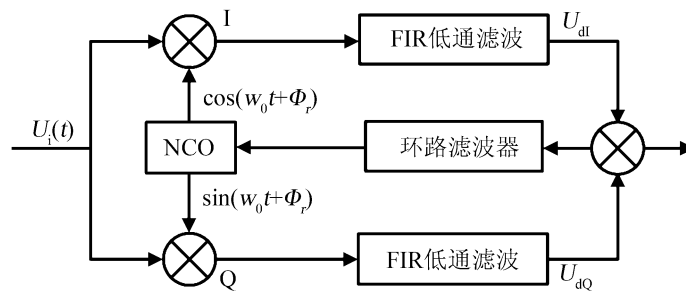 I
FIR低通滤波
U_dI
cos(w_0t+Φ_r)
U_i(t)
NCO
环路滤波器
sin(w_0t+Φ_r)
Q
FIR低通滤波
U_dQ